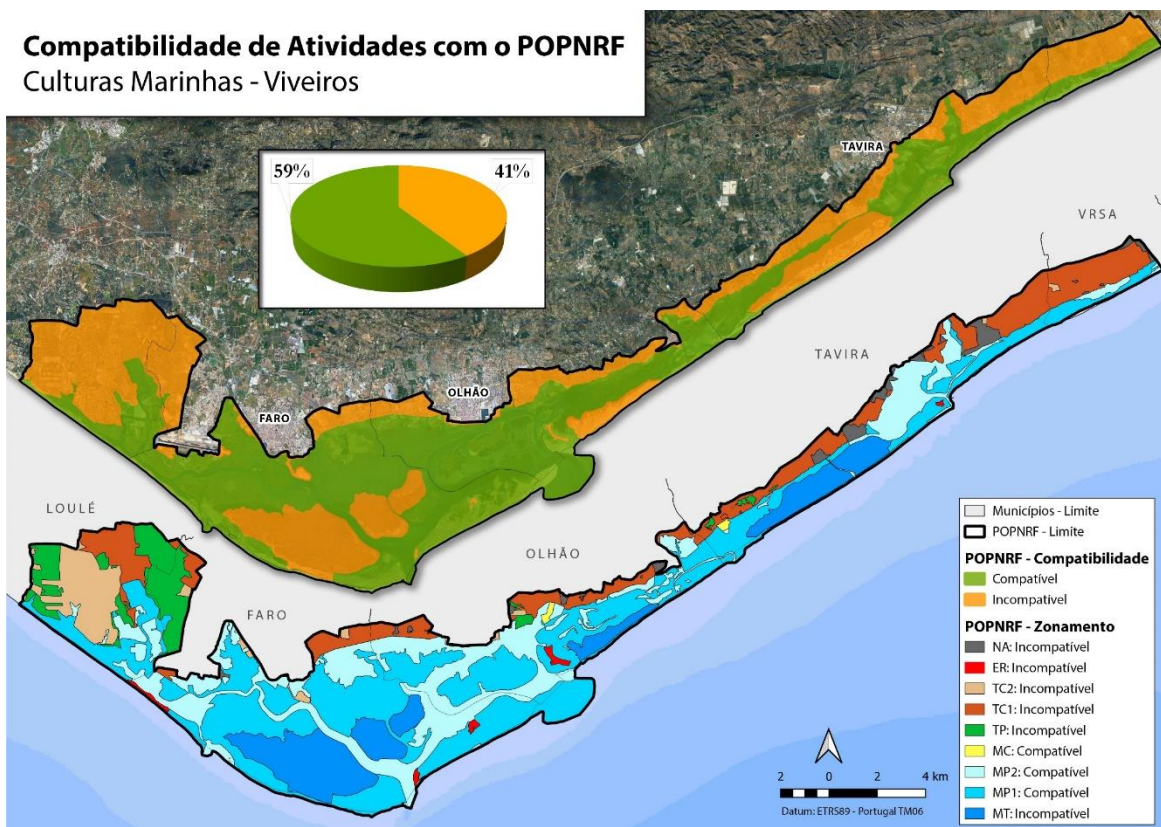 Compatibilidade de Atividades com o POPNRF
Culturas Marinhas - Viveiros
59%
41%
TAVIRA
VRSA
OLHÃO
FARO
TAVIRA
LOULÉ
OLHÃO
FARO
Municípios - Limite
POPNRF - Limite
POPNRF - Compatibilidade
Compatível
Incompatível
POPNRF - Zonamento
NA: Incompatível
ER: Incompatível
TC2: Incompatível
TC1: Incompatível
TP: Incompatível
MC: Compatível
MP2: Compatível
MP1: Compatível
MT: Incompatível
2 0 2 4 km
Datum: ETRS89 - Portugal TM06